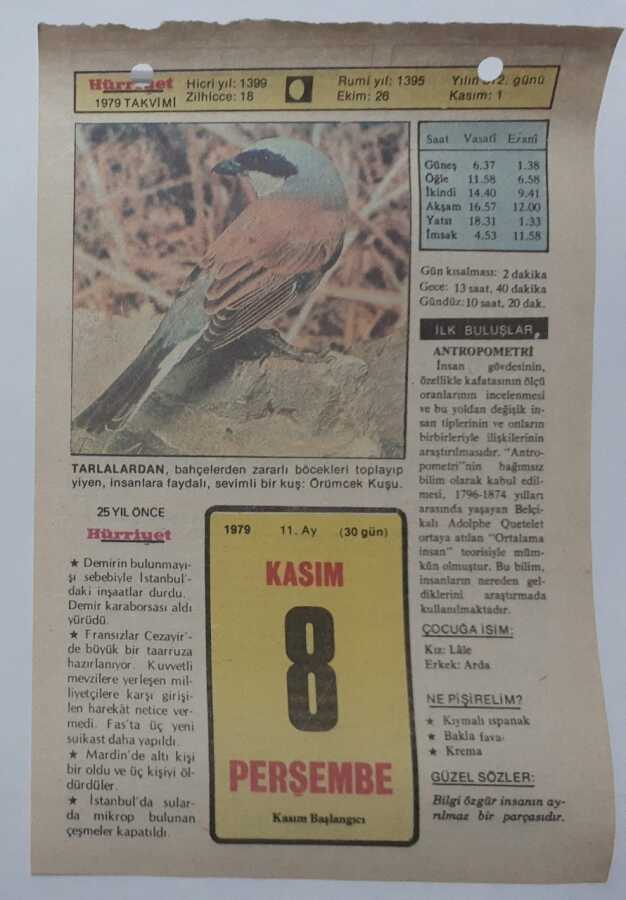 Hicri yıl: 1399
Rumî yıl: 1395
Yılın günü
1979 TAKVİMİ
Zilhicce: 18
Ekim: 26
Kasım: 1
Saat Vasatî Ezanî
Güneş 6.37 1.38
Öğle 11.58 6.58
İkindi 14.40 9.41
Akşam 16.57 12.00
Yatsı 18.31 1.33
İmsak 4.53 11.58
Gün kısalması: 2 dakika
Gece: 13 saat, 40 dakika
Gündüz: 10 saat, 20 dak.
İLK BULUŞLAR
ANTROPOMETRİ
İnsan gövdesinin,
özellikle kafatasının ölçü
oranlarının incelenmesi
ve bu yoldan değişik in-
san tiplerinin ve onların
birbirleriyle ilişkilerinin
araştırılmasıdır. "Antro-
pometri"nin bağımsız
bilim olarak kabul edil-
mesi, 1796-1874 yılları
arasında yaşayan Belçi-
kalı Adolphe Quetelet
ortaya atılan "Ortalama
insan" teorisiyle müm-
kün olmuştur. Bu bilim,
insanların nereden gel-
diklerini araştırmada
kullanılmaktadır.
ÇOCUĞA İSİM:
Kız: Lâle
Erkek: Arda
NE PİŞİRELİM?
★ Kıymalı ıspanak
★ Bakla fava
★ Krema
GÜZEL SÖZLER:
Bilgi özgür insanın ay-
rılmaz bir parçasıdır.
TARLALARDAN, bahçelerden zararlı böcekleri toplayıp
yiyen, insanlara faydalı, sevimli bir kuş: Örümcek Kuşu.
25 YIL ÖNCE
Hürriyet
★ Demirin bulunmayı-
şı sebebiyle İstanbul'-
daki inşaatlar durdu.
Demir karaborsası aldı
yürüdü.
★ Fransızlar Cezayir'-
de büyük bir taarruza
hazırlanıyor. Kuvvetli
mevzilere yerleşen mil-
liyetçilere karşı girişi-
len harekât netice ver-
medi. Fas'ta üç yeni
suikast daha yapıldı.
★ Mardin'de altı kişi
bir oldu ve üç kişiyi öl-
dürdüler.
★ İstanbul'da sular-
da mikrop bulunan
çeşmeler kapatıldı.
1979 11. Ay (30 gün)
KASIM
8
PERŞEMBE
Kasım Başlangıcı